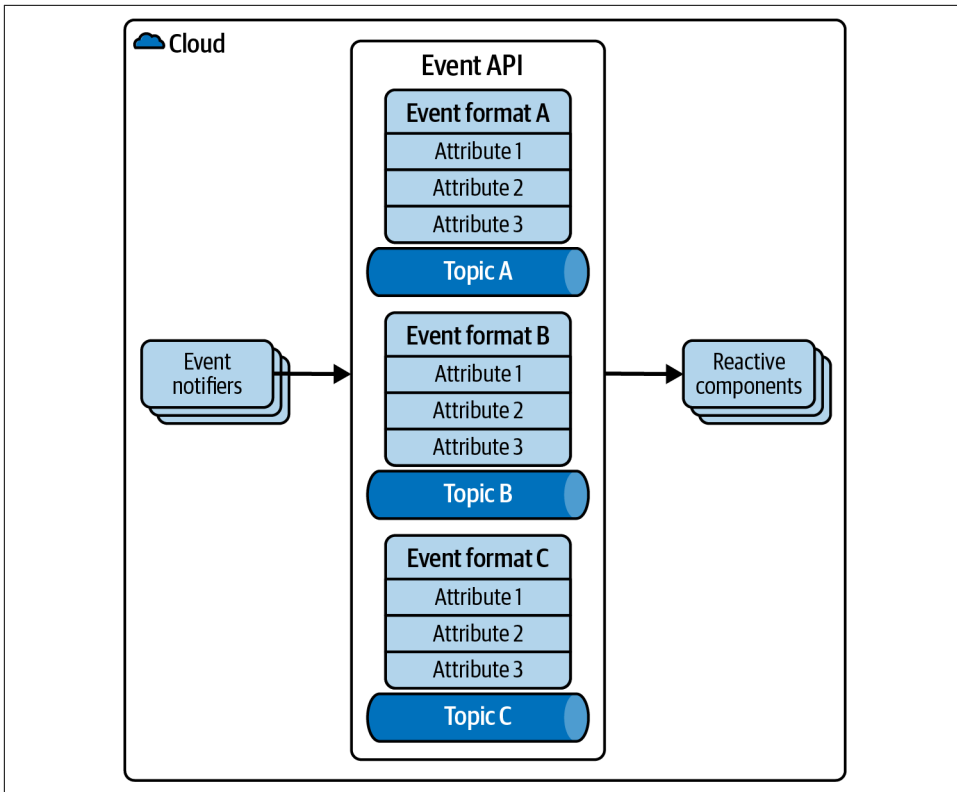 Cloud
Event API
Event format A
Attribute 1
Attribute 2
Attribute 3
Topic A
Event format B
Attribute 1
Attribute 2
Attribute 3
Topic B
Event format C
Attribute 1
Attribute 2
Attribute 3
Topic C
Event
notifiers
Reactive
components